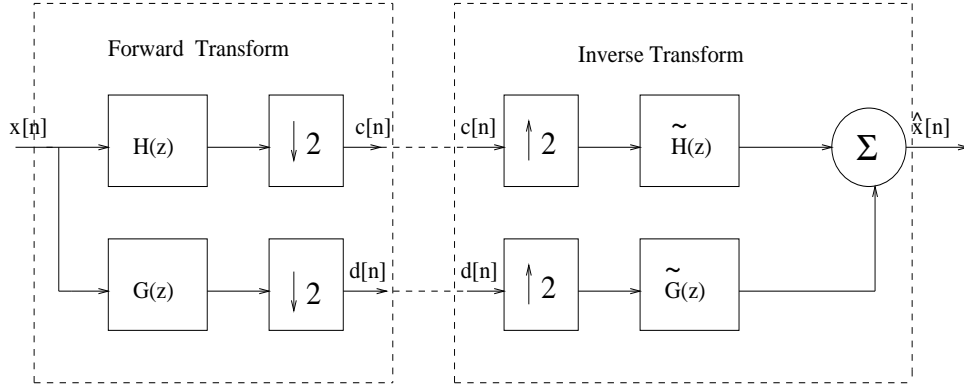 Forward Transform
Inverse Transform
x[n]
H(z)
↓ 2
c[n]
c[n]
↑ 2
H̃(z)
Σ
x̂[n]
G(z)
↓ 2
d[n]
d[n]
↑ 2
G̃(z)